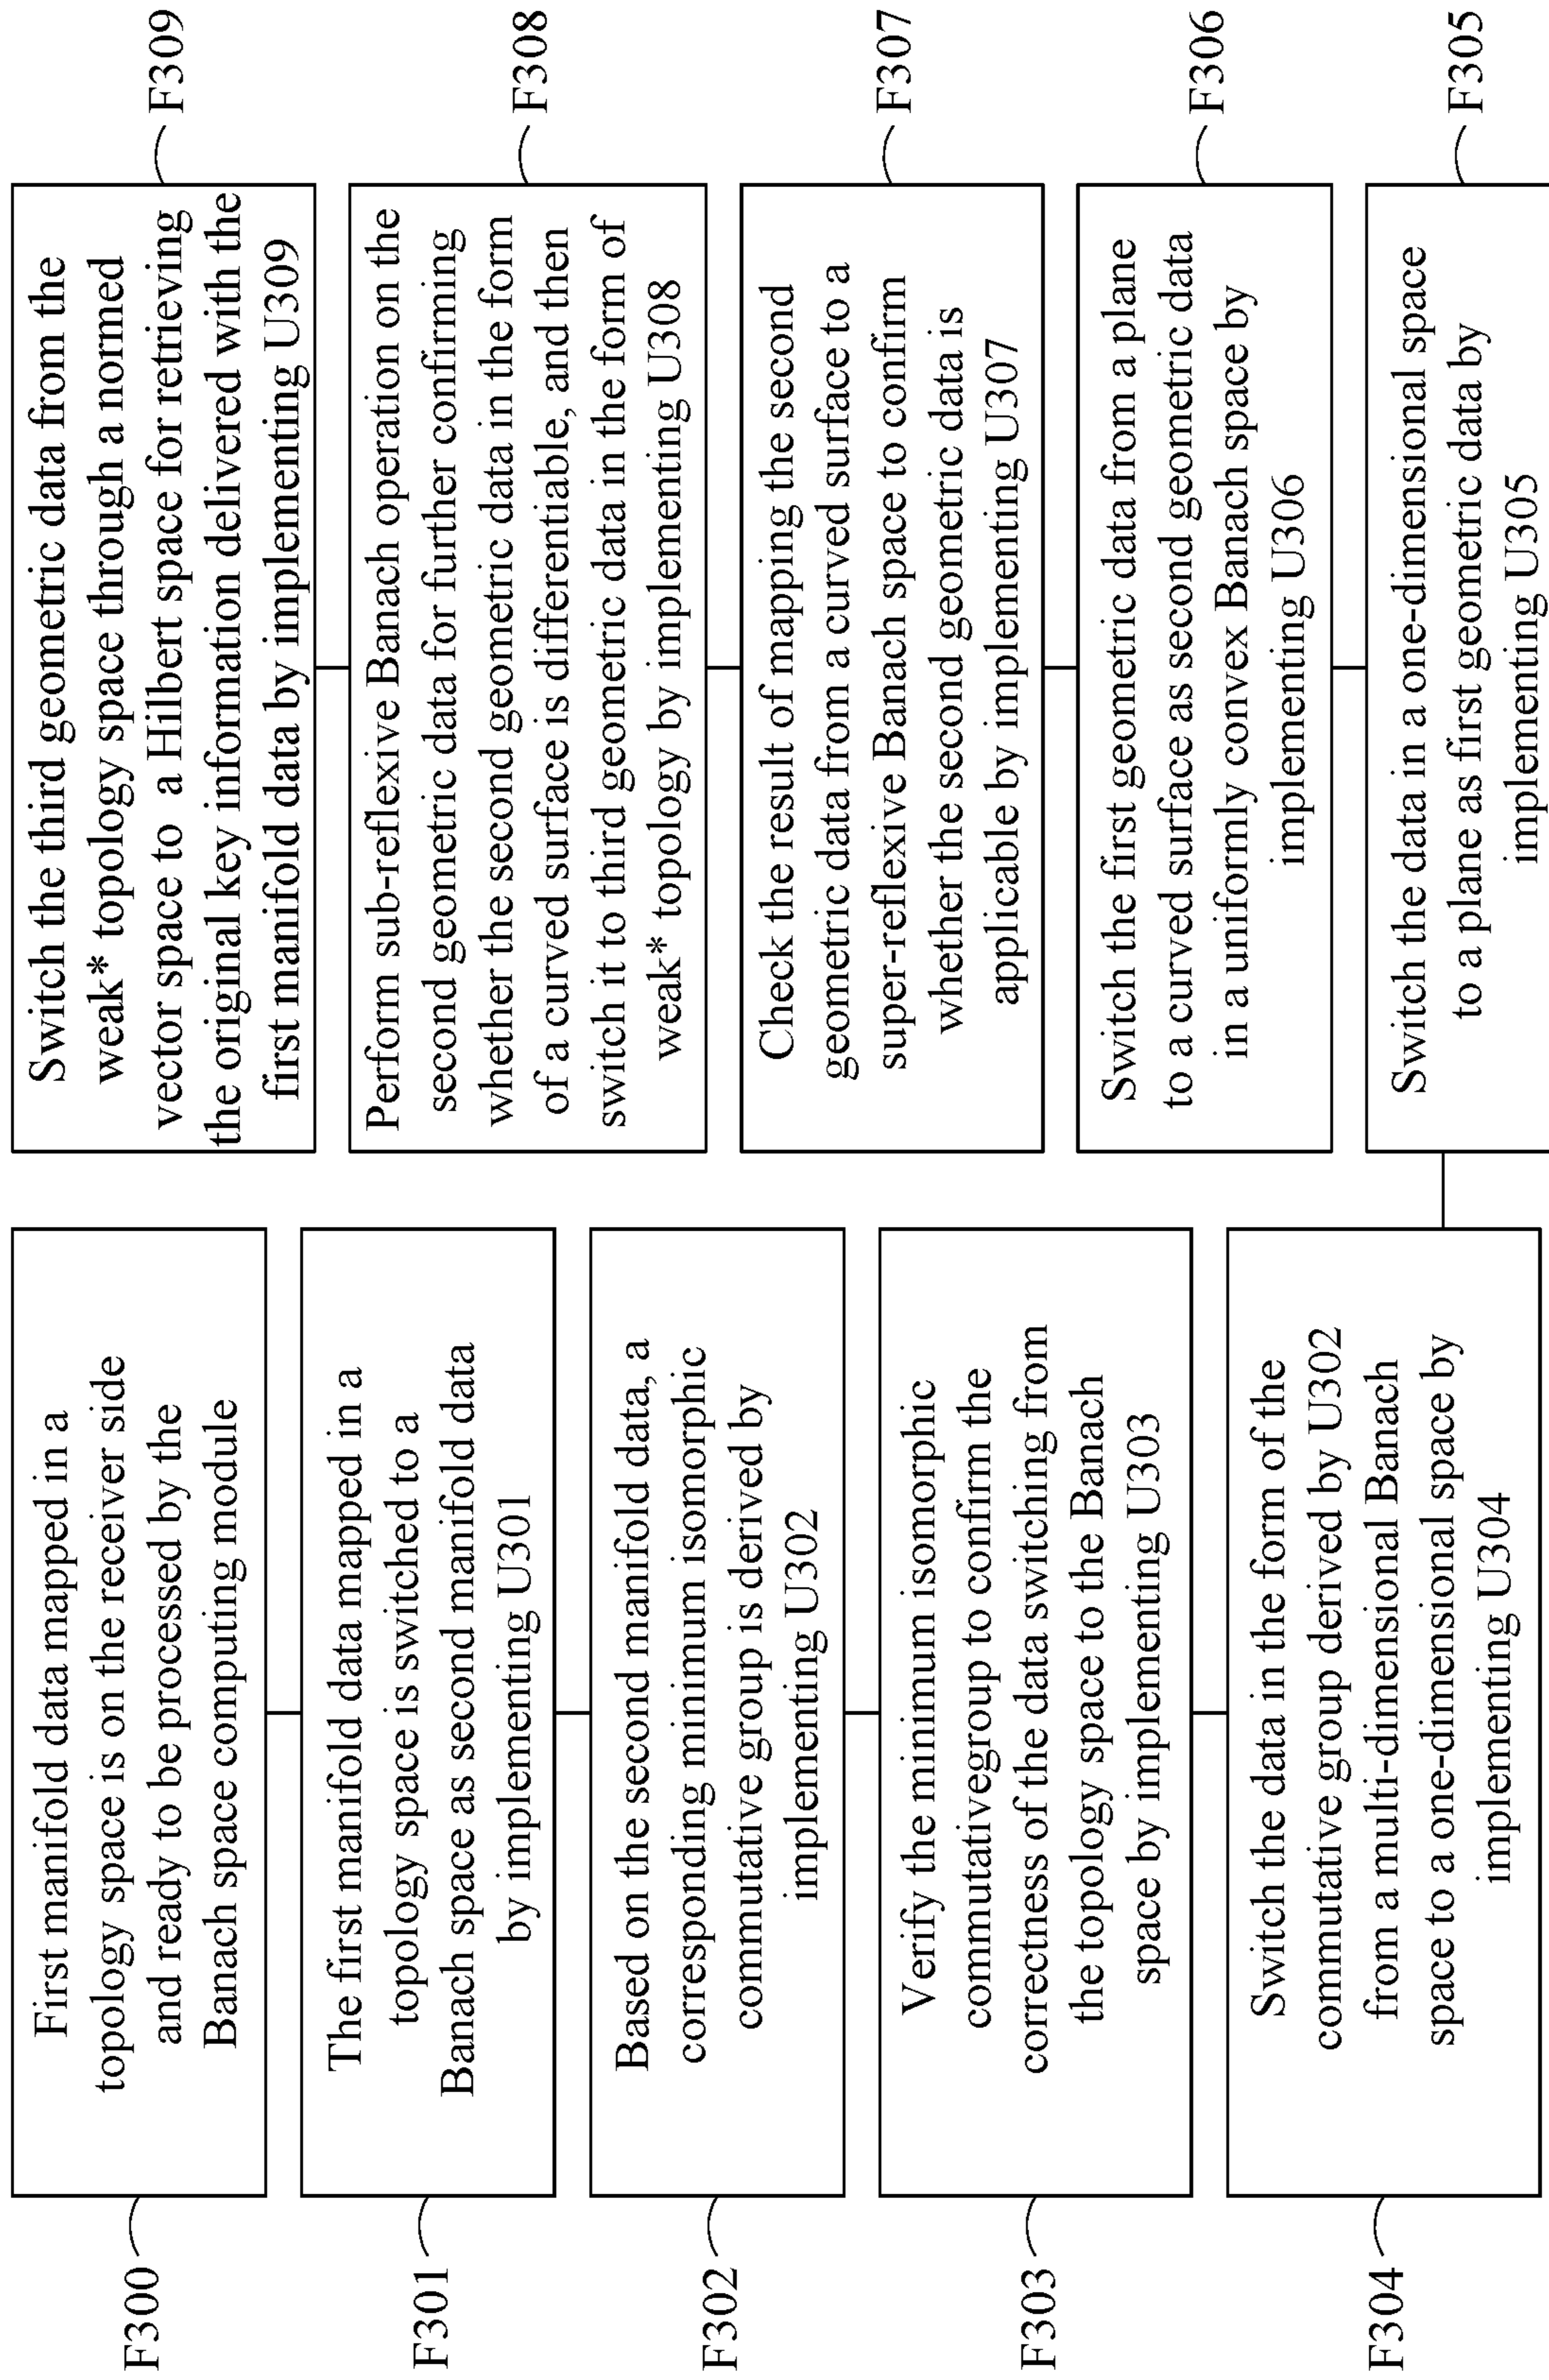 F300
First manifold data mapped in a
topology space is on the receiver side
and ready to be processed by the
Banach space computing module
F301
The first manifold data mapped in a
topology space is switched to a
Banach space as second manifold data
by implementing U301
F302
Based on the second manifold data, a
corresponding minimum isomorphic
commutative group is derived by
implementing U302
F303
Verify the minimum isomorphic
commutativegroup to confirm the
correctness of the data switching from
the topology space to the Banach
space by implementing U303
F304
Switch the data in the form of the
commutative group derived by U302
from a multi-dimensional Banach
space to a one-dimensional space by
implementing U304
Switch the data in a one-dimensional space
to a plane as first geometric data by
implementing U305
F305
Switch the first geometric data from a plane
to a curved surface as second geometric data
in a uniformly convex Banach space by
implementing U306
F306
Check the result of mapping the second
geometric data from a curved surface to a
super-reflexive Banach space to confirm
whether the second geometric data is
applicable by implementing U307
F307
Perform sub-reflexive Banach operation on the
second geometric data for further confirming
whether the second geometric data in the form
of a curved surface is differentiable, and then
switch it to third geometric data in the form of
weak* topology by implementing U308
F308
Switch the third geometric data from the
weak* topology space through a normed
vector space to a Hilbert space for retrieving
the original key information delivered with the
first manifold data by implementing U309
F309